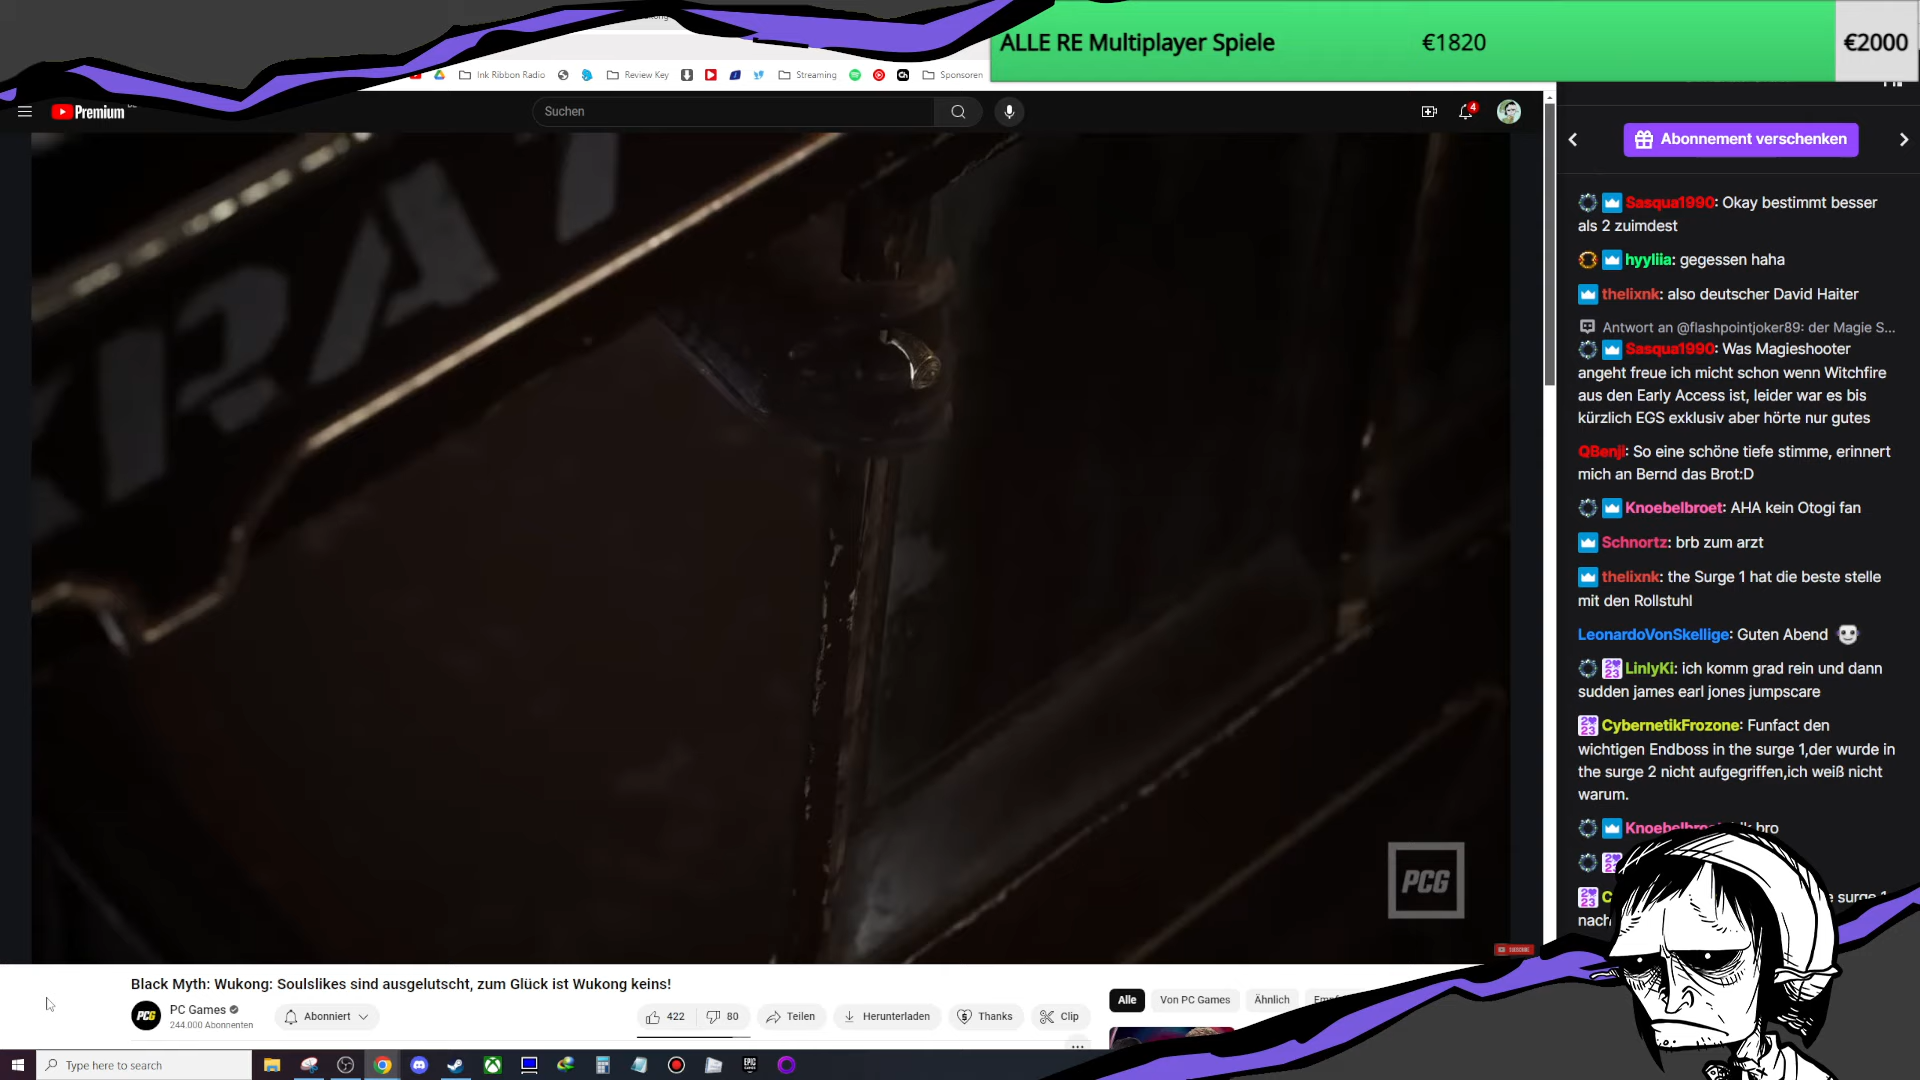 ALLE RE Multiplayer Spiele €1820 €2000
Ink Ribbon Radio Review Key Streaming Sponsoren
Premium
Suchen
4
Abonnement verschenken
Sasqua1990: Okay bestimmt besser
als 2 zuimdest
hyyliia: gegessen haha
thelixnk: also deutscher David Haiter
Antwort an @flashpointjoker89: der Magie S...
Sasqua1990: Was Magieshooter
angeht freue ich micht schon wenn Witchfire
aus den Early Access ist, leider war es bis
kürzlich EGS exklusiv aber hörte nur gutes
QBenji: So eine schöne tiefe stimme, erinnert
mich an Bernd das Brot:D
Knoebelbroet: AHA kein Otogi fan
Schnortz: brb zum arzt
thelixnk: the Surge 1 hat die beste stelle
mit den Rollstuhl
LeonardoVonSkellige: Guten Abend
LinlyKi: ich komm grad rein und dann
sudden james earl jones jumpscare
CybernetikFrozone: Funfact den
wichtigen Endboss in the surge 1,der wurde in
the surge 2 nicht aufgegriffen,ich weiß nicht
warum.
bro
surge
nach
PCG
Black Myth: Wukong: Soulslikes sind ausgelutscht, zum Glück ist Wukong keins!
PCG
PC Games
244.000 Abonnenten
Abonniert
422
80
Teilen
Herunterladen
Thanks
Clip
Alle
Von PC Games
Ähnlich
Type here to search